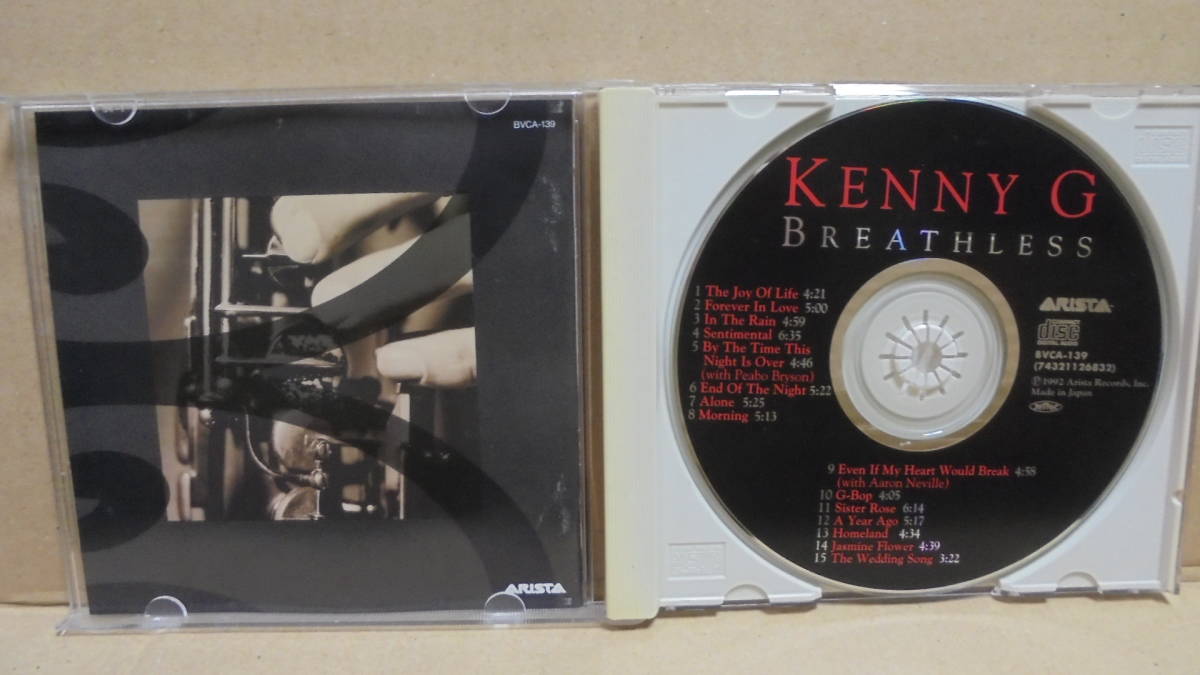 BVCA-139
ARISTA
KENNY G
BREATHLESS
1 The Joy Of Life 4:21
2 Forever In Love 5:00
3 In The Rain 4:59
4 Sentimental 6:35
5 By The Time This
Night Is Over 4:46
(with Peabo Bryson)
6 End Of The Night 5:22
7 Alone 5:25
8 Morning 5:13
ARISTA
COMPACT
disc
DIGITAL AUDIO
BVCA-139
(74321126832)
℗ 1992 Arista Records, Inc.
Made in Japan
9 Even If My Heart Would Break 4:58
(with Aaron Neville)
10 G-Bop 4:05
11 Sister Rose 6:14
12 A Year Ago 5:17
13 Homeland 4:34
14 Jasmine Flower 4:39
15 The Wedding Song 3:22